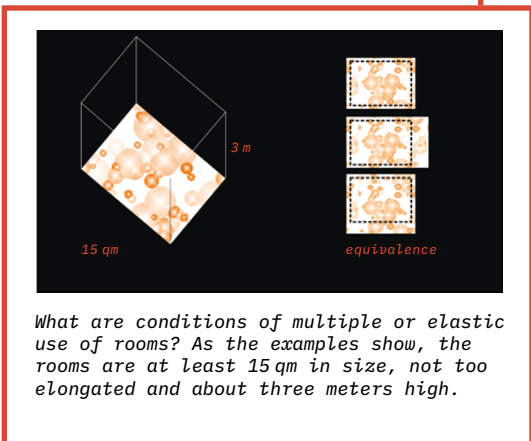 3 m
15 qm
equivalence
What are conditions of multiple or elastic
use of rooms? As the examples show, the
rooms are at least 15 qm in size, not too
elongated and about three meters high.